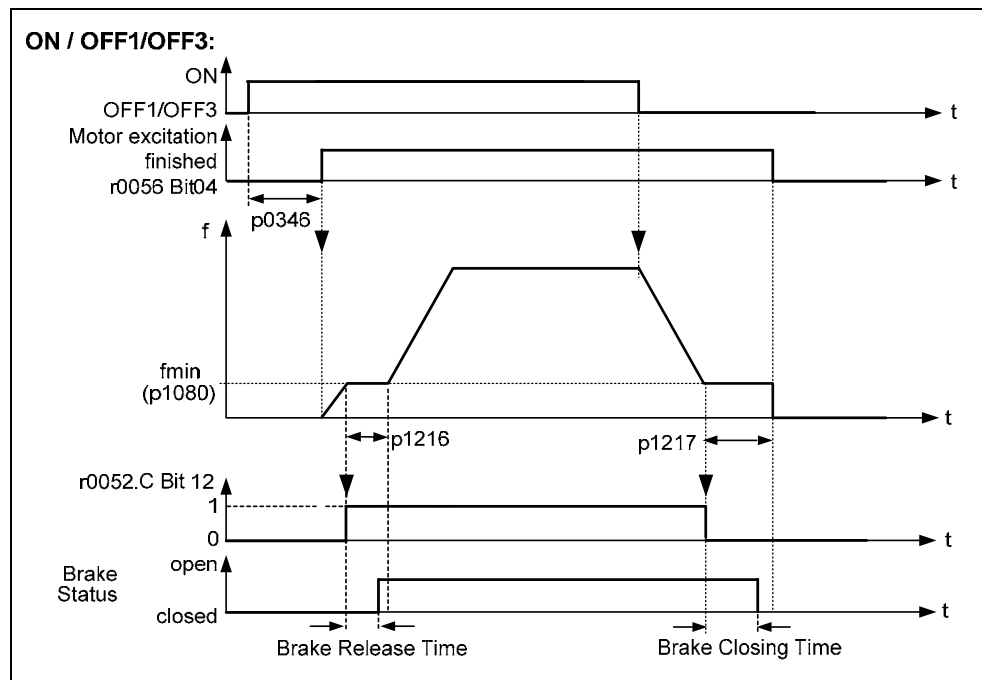 ON / OFF1/OFF3:
ON
OFF1/OFF3
t
Motor excitation
finished
r0056 Bit04
t
p0346
f
fmin
(p1080)
t
p1216
p1217
r0052.C Bit 12
1
0
t
Brake
Status
open
closed
t
Brake Release Time
Brake Closing Time